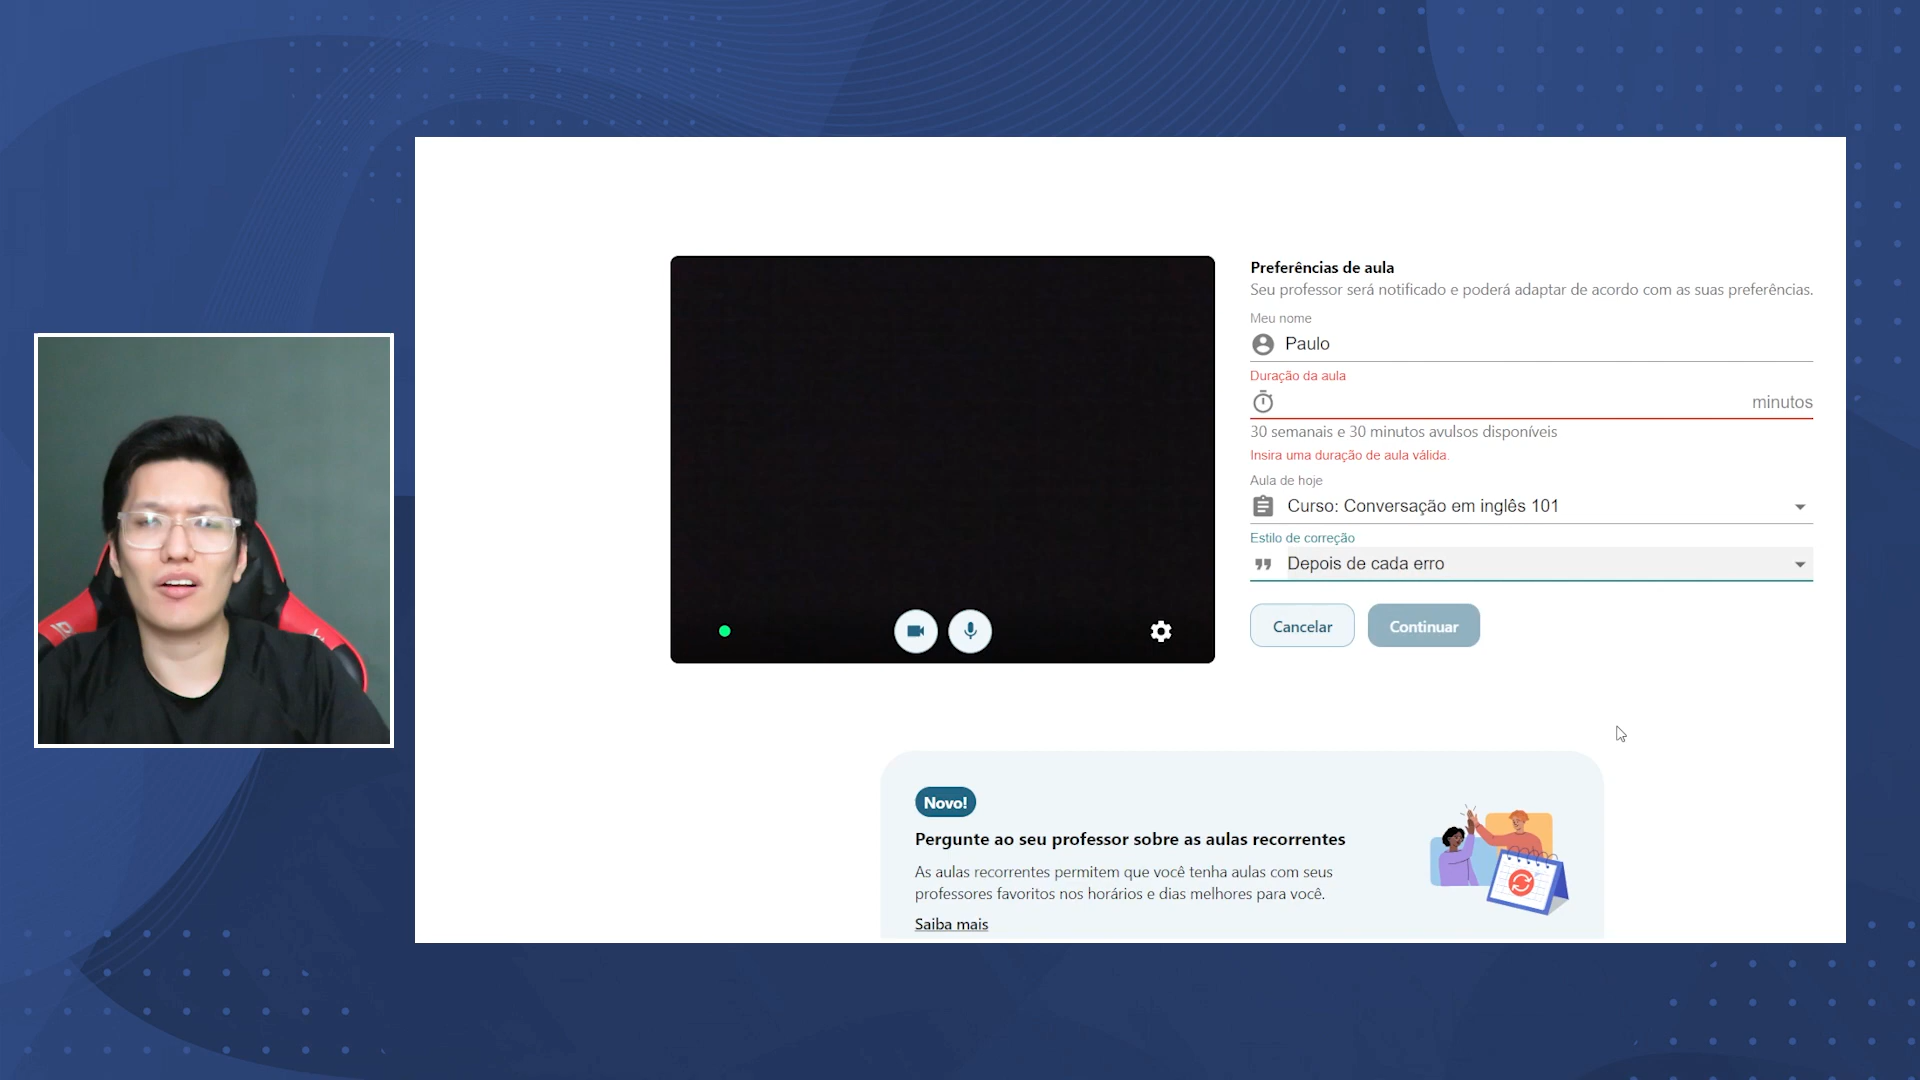 Preferências de aula
Seu professor será notificado e poderá adaptar de acordo com as suas preferências.
Meu nome
Paulo
Duração da aula
minutos
30 semanais e 30 minutos avulsos disponíveis
Insira uma duração de aula válida.
Aula de hoje
Curso: Conversação em inglês 101
Estilo de correção
Depois de cada erro
Cancelar
Continuar
Novo!
Pergunte ao seu professor sobre as aulas recorrentes
As aulas recorrentes permitem que você tenha aulas com seus
professores favoritos nos horários e dias melhores para você.
Saiba mais